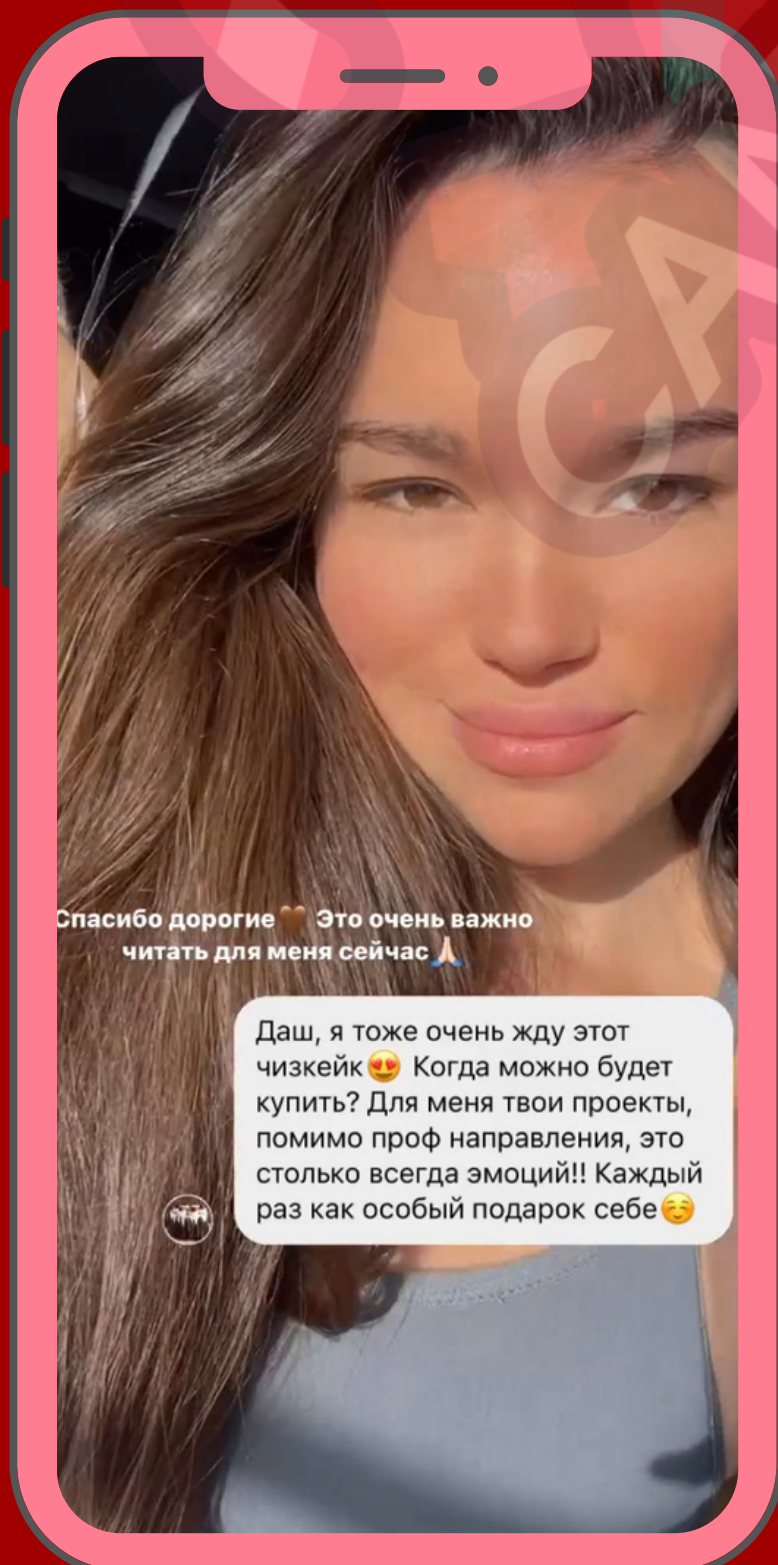 Спасибо дорогие🤎 Это очень важно
читать для меня сейчас🙏🏻
Даш, я тоже очень жду этот
чизкейк😍 Когда можно будет
купить? Для меня твои проекты,
помимо проф направления, это
столько всегда эмоций!! Каждый
раз как особый подарок себе☺️